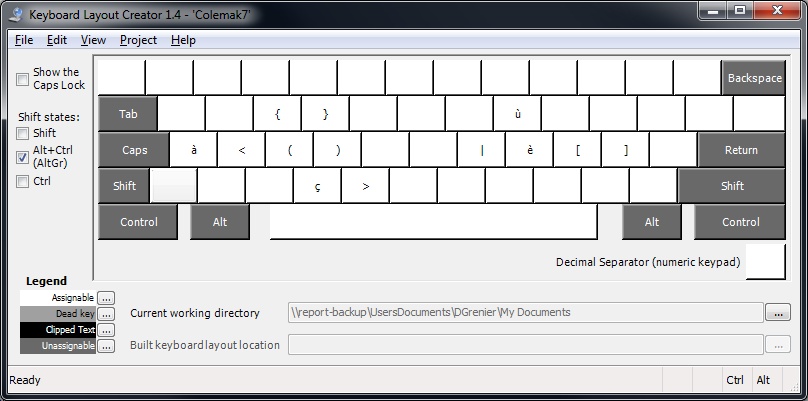 Keyboard Layout Creator 1.4 - 'Colemak7'
File Edit View Project Help
Show the
Caps Lock
Backspace
Tab { } ù
Shift states:
Shift
Alt+Ctrl
(AltGr)
Ctrl
Caps à < ( ) | è [ ] Return
Shift ç > Shift
Control Alt Alt Control
Decimal Separator (numeric keypad)
Legend
Assignable ...
Dead key ...
Clipped Text ...
Unassignable ...
Current working directory \\report-backup\UsersDocuments\DGrenier\My Documents ...
Built keyboard layout location ...
Ready Ctrl Alt